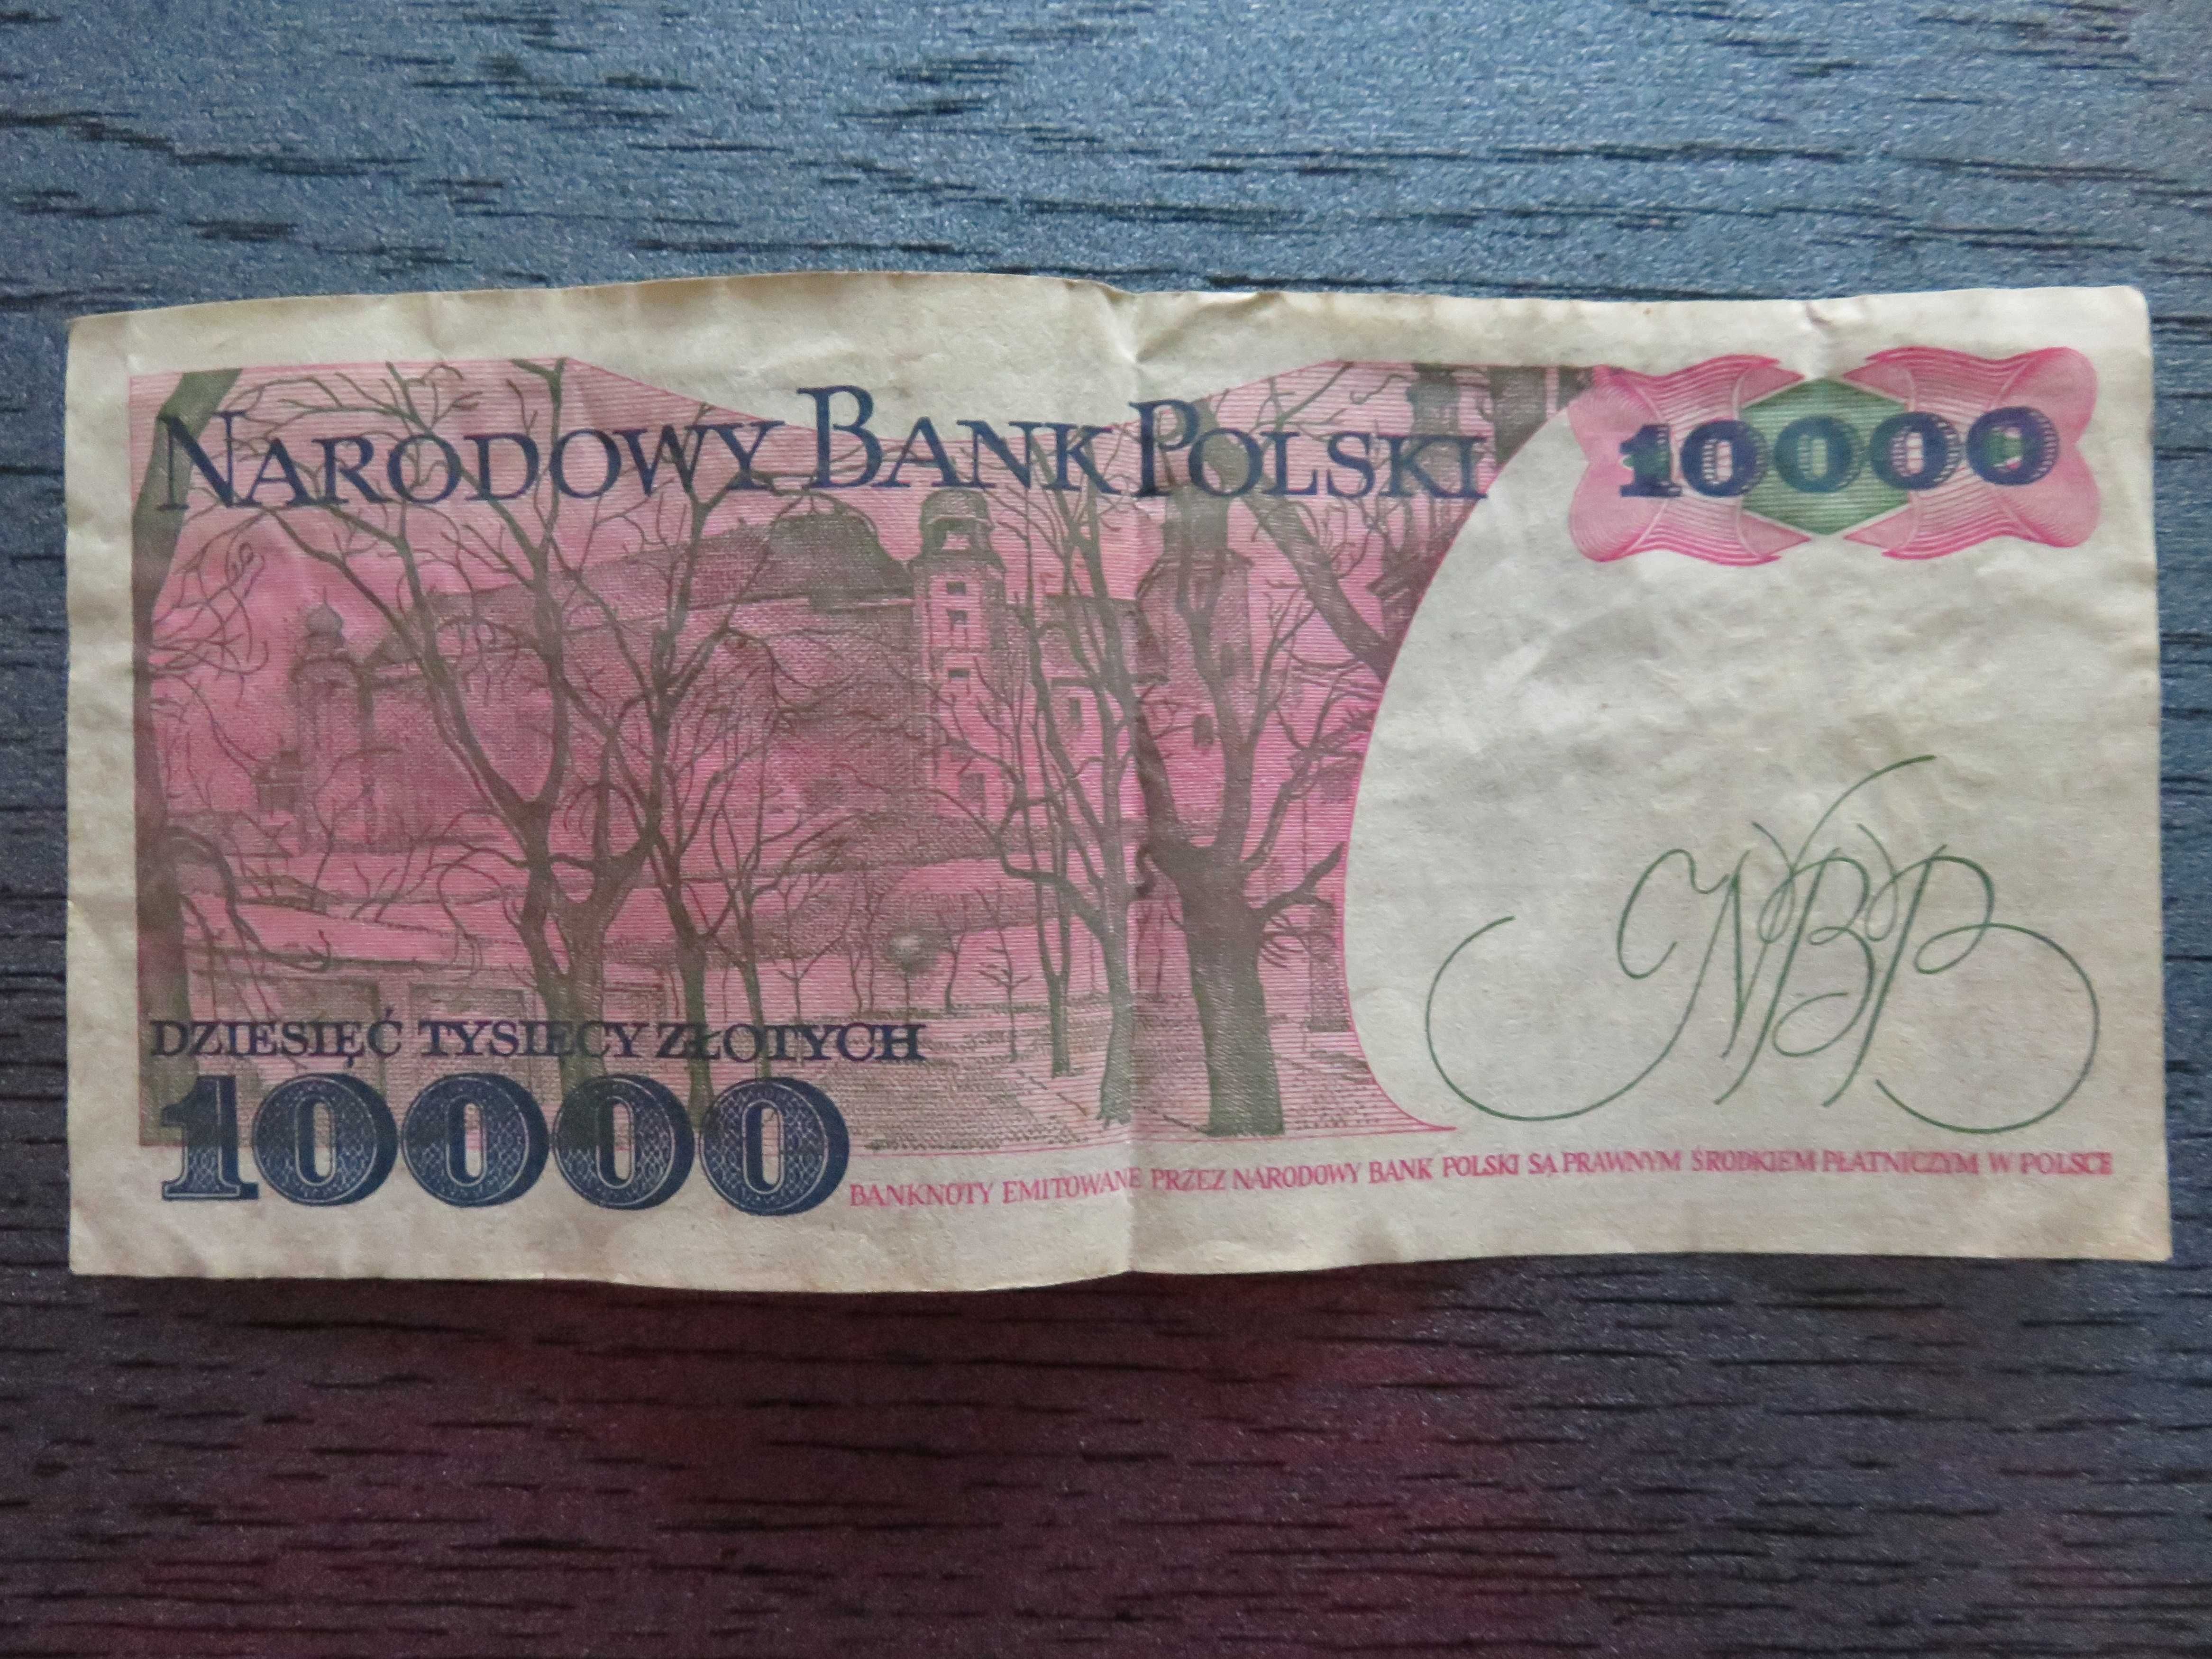 NARODOWY BANK POLSKI
10000
NBP
DZIESIĘĆ TYSIĘCY ZŁOTYCH
10000
BANKNOTY EMITOWANE PRZEZ NARODOWY BANK POLSKI SĄ PRAWNYM ŚRODKIEM PŁATNICZYM W POLSCE